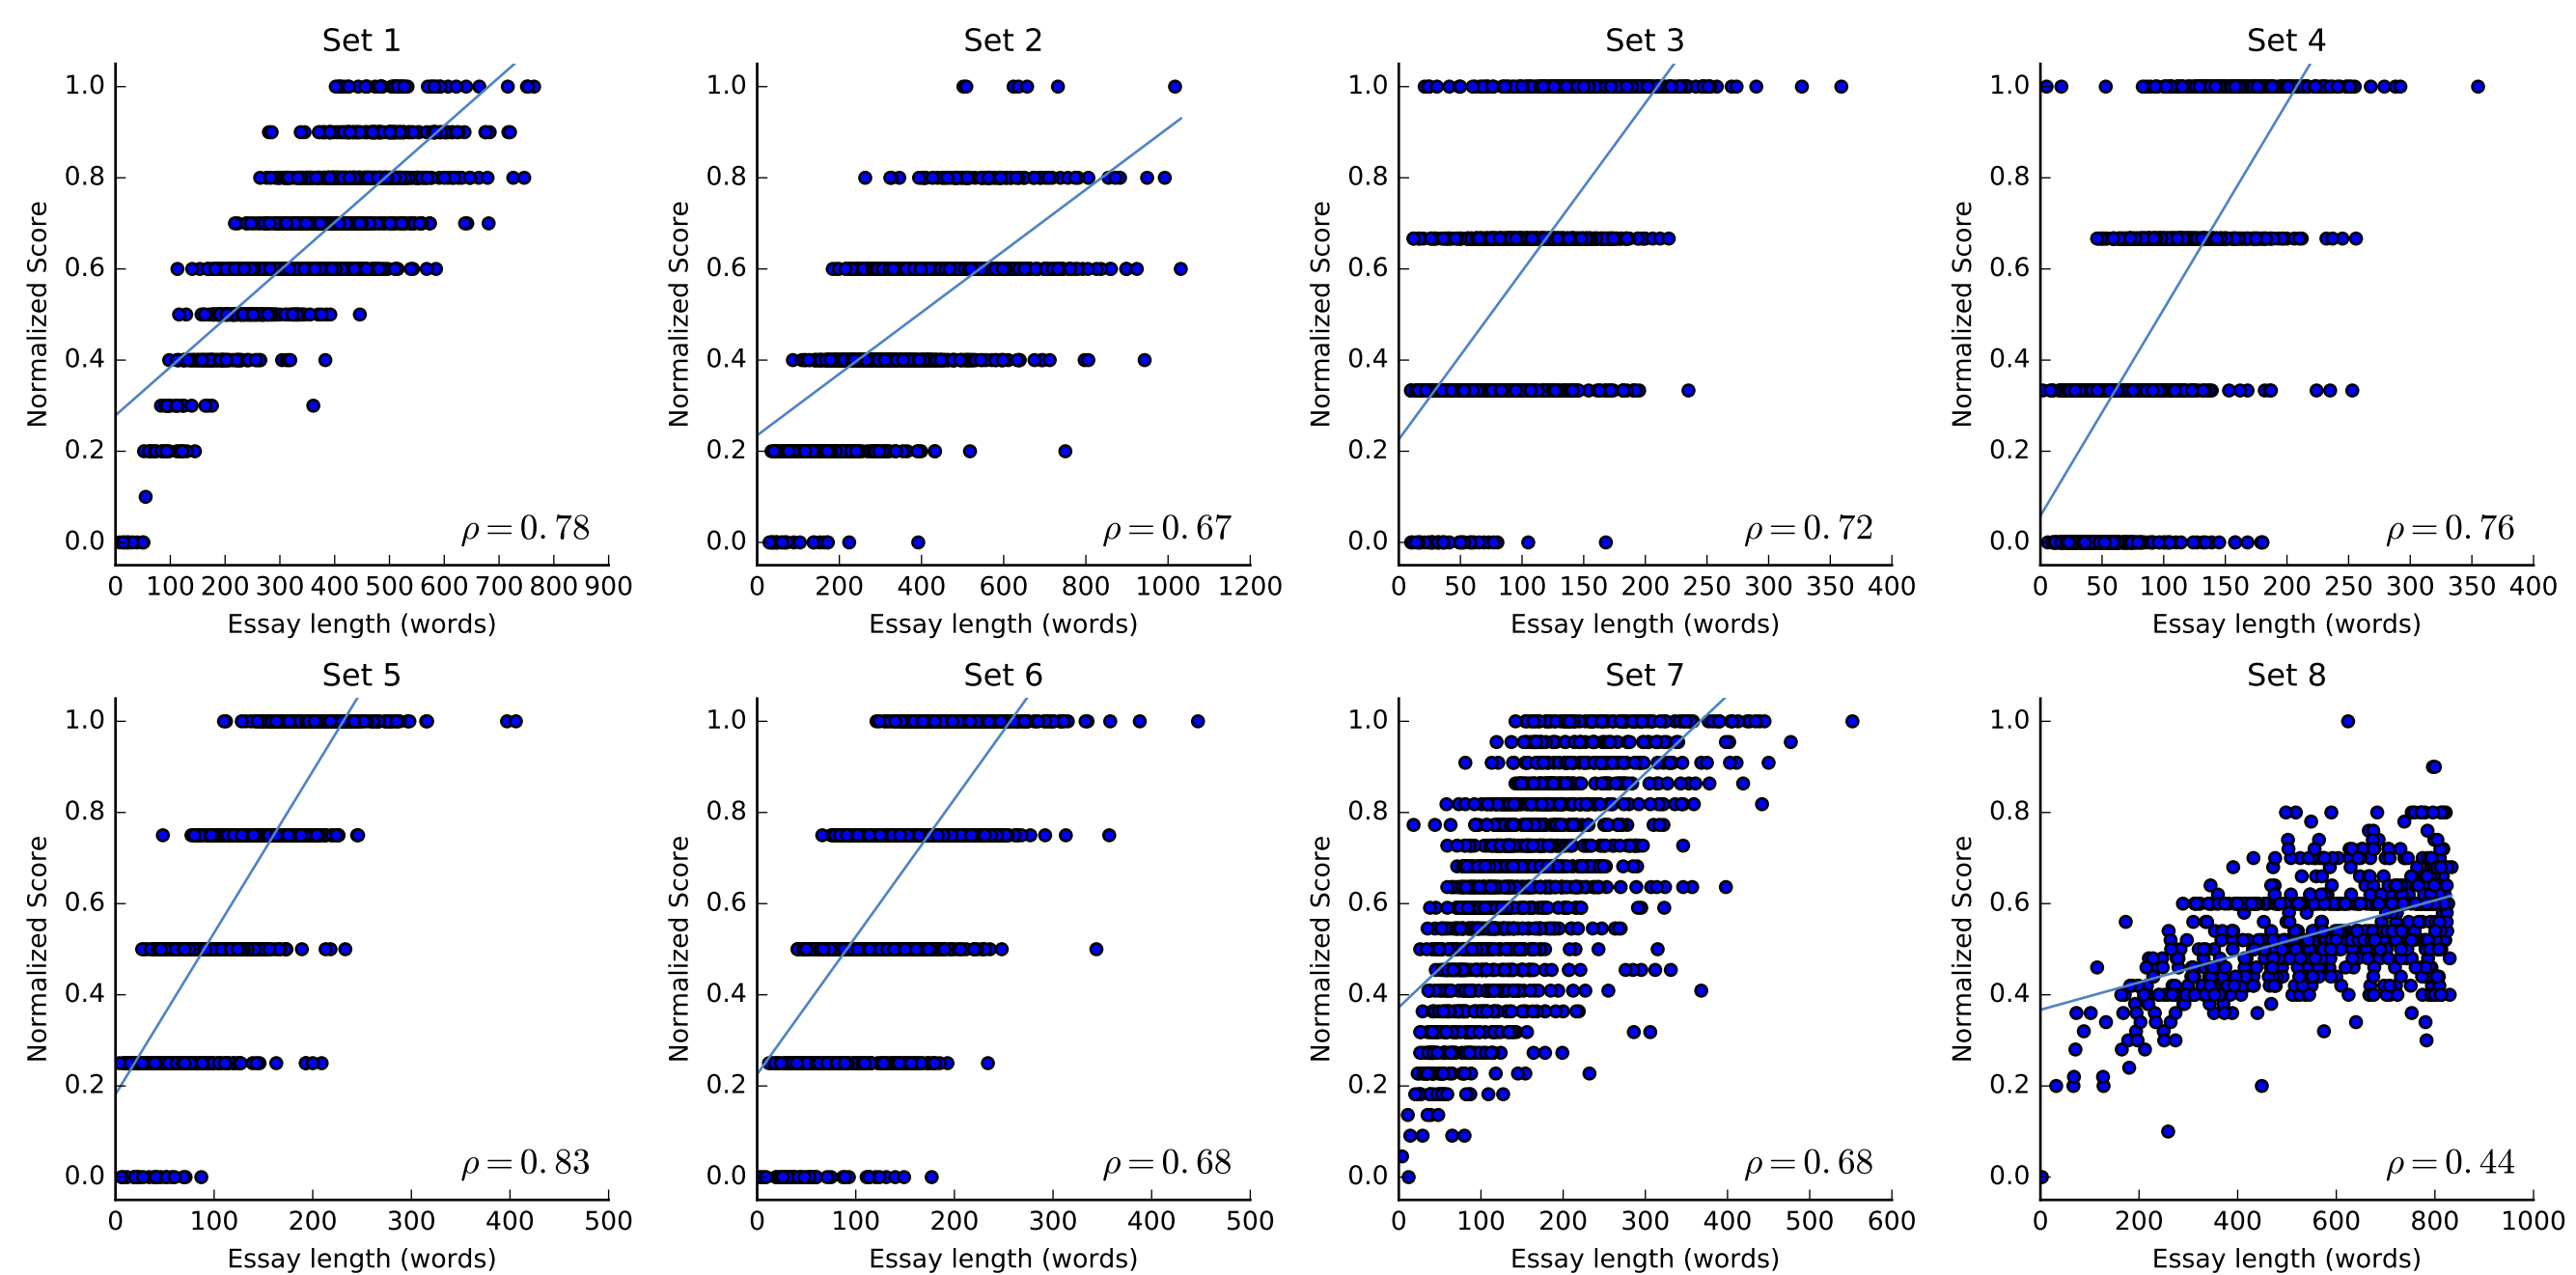 Set 1
Normalized Score
1.0
0.8
0.6
0.4
0.2
0.0
ρ = 0.78
0 100 200 300 400 500 600 700 800 900
Essay length (words)
Set 2
Normalized Score
1.0
0.8
0.6
0.4
0.2
0.0
ρ = 0.67
0 200 400 600 800 1000 1200
Essay length (words)
Set 3
Normalized Score
1.0
0.8
0.6
0.4
0.2
0.0
ρ = 0.72
0 50 100 150 200 250 300 350 400
Essay length (words)
Set 4
Normalized Score
1.0
0.8
0.6
0.4
0.2
0.0
ρ = 0.76
0 50 100 150 200 250 300 350 400
Essay length (words)
Set 5
Normalized Score
1.0
0.8
0.6
0.4
0.2
0.0
ρ = 0.83
0 100 200 300 400 500
Essay length (words)
Set 6
Normalized Score
1.0
0.8
0.6
0.4
0.2
0.0
ρ = 0.68
0 100 200 300 400 500
Essay length (words)
Set 7
Normalized Score
1.0
0.8
0.6
0.4
0.2
0.0
ρ = 0.68
0 100 200 300 400 500 600
Essay length (words)
Set 8
Normalized Score
1.0
0.8
0.6
0.4
0.2
0.0
ρ = 0.44
0 200 400 600 800 1000
Essay length (words)